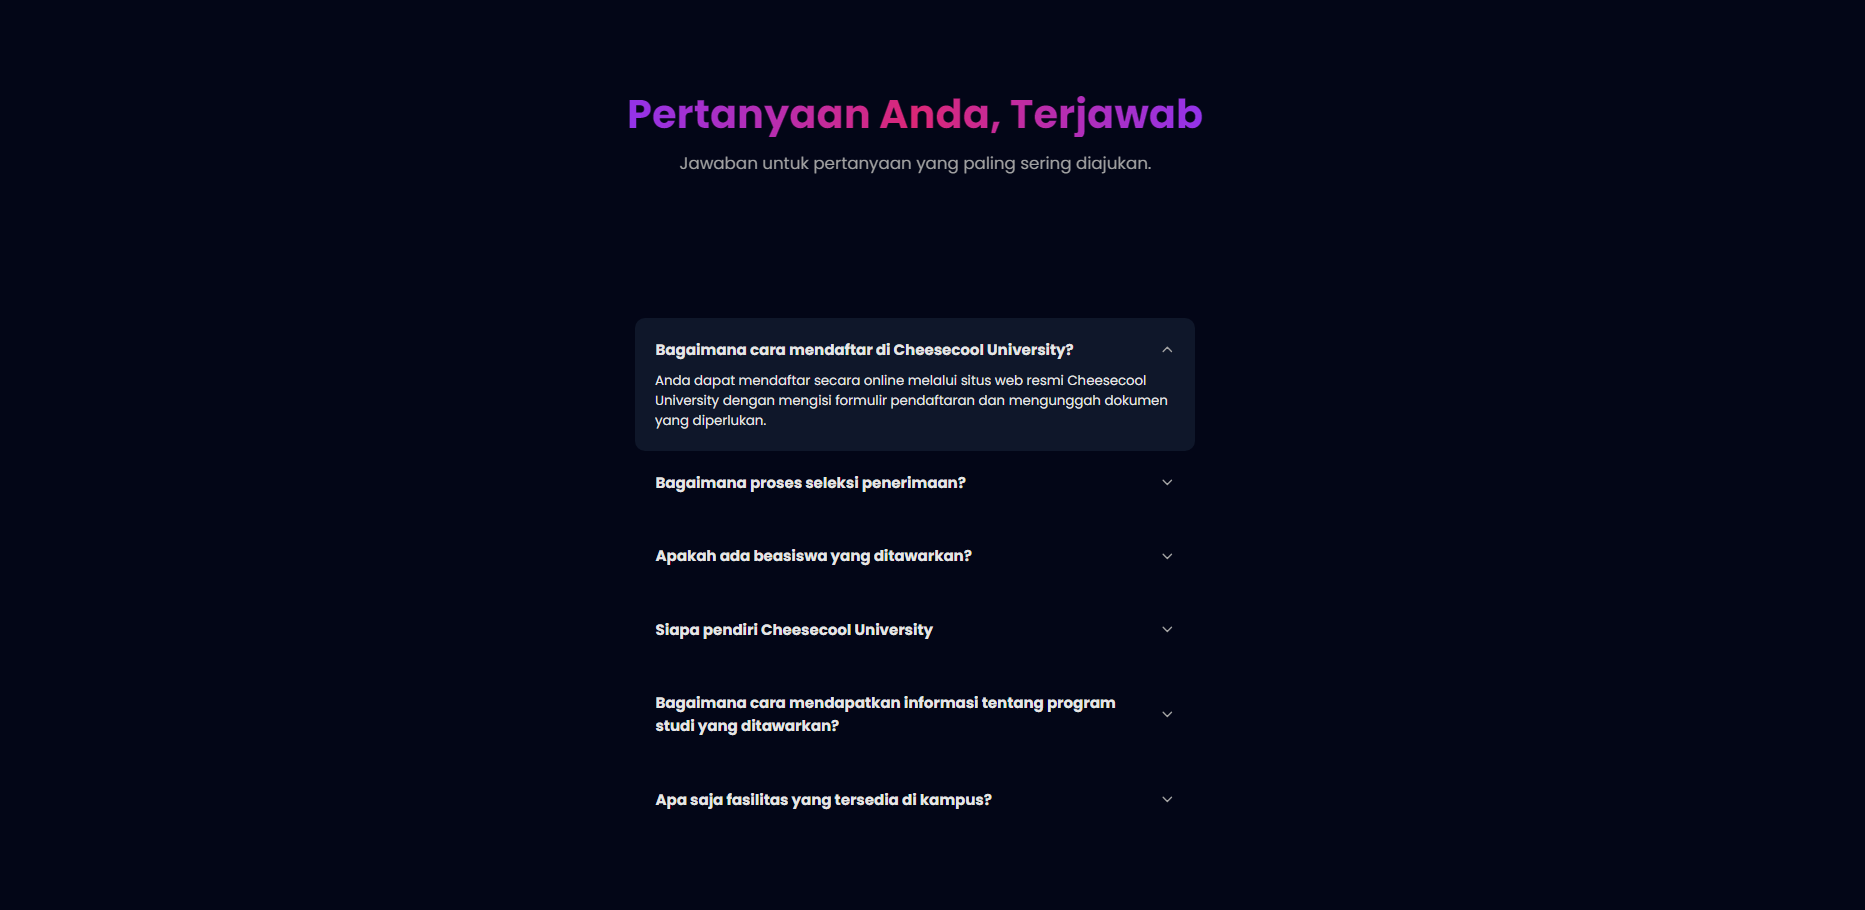 Pertanyaan Anda, Terjawab
Jawaban untuk pertanyaan yang paling sering diajukan.
Bagaimana cara mendaftar di Cheesecool University?
Anda dapat mendaftar secara online melalui situs web resmi Cheesecool
University dengan mengisi formulir pendaftaran dan mengunggah dokumen
yang diperlukan.
Bagaimana proses seleksi penerimaan?
Apakah ada beasiswa yang ditawarkan?
Siapa pendiri Cheesecool University
Bagaimana cara mendapatkan informasi tentang program
studi yang ditawarkan?
Apa saja fasilitas yang tersedia di kampus?